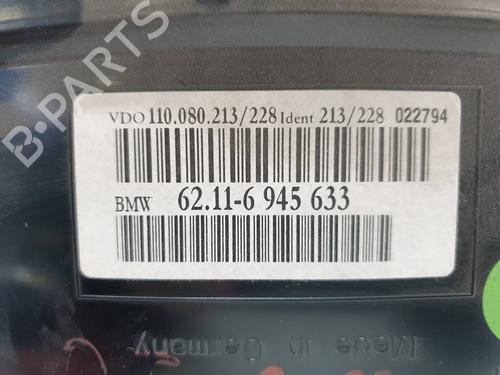 B-PARTS
VDO 110.080.213/228 Ident 213/228 022794
BMW 62.11-6 945 633
Made in Germany